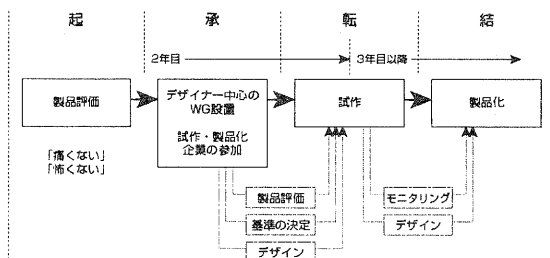 起 承 転 結
2年目 3年目以降
製品評価
デザイナー中心の
WG設置
試作・製品化
企業の参加
試作
製品化
「痛くない」
「怖くない」
製品評価
基準の決定
デザイン
モニタリング
デザイン